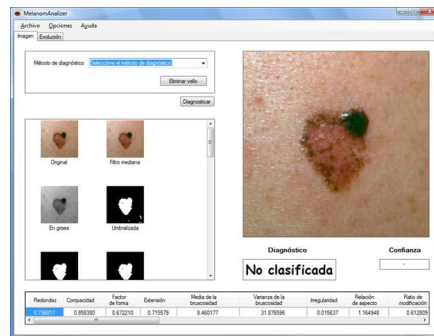 MelanomAnalizer
Archivo Opciones Ayuda
Imagen Evolución
Método de diagnóstico Seleccione el método de diagnóstico
Eliminar vello
Diagnosticar
Original Filtro mediana
En grises Umbralizada
Diagnóstico Confianza
No clasificada -
Redondez Compacidad Factor de forma Extensión Media de la bruscosidad Varianza de la bruscosidad Irregularidad Relación de aspecto Ratio de modificación
0.736817 0.858380 0.672210 0.715579 8.460177 31.876596 0.015637 1.164948 0.612809